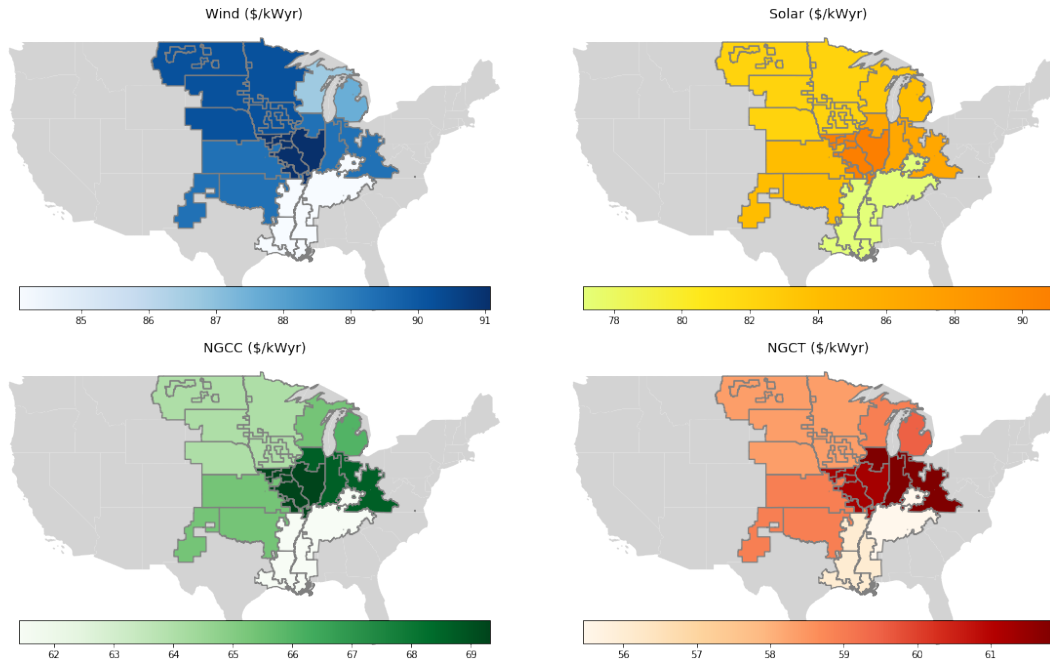 Wind ($/kWyr)
Solar ($/kWyr)
85 86 87 88 89 90 91
78 80 82 84 86 88 90
NGCC ($/kWyr)
NGCT ($/kWyr)
62 63 64 65 66 67 68 69
56 57 58 59 60 61